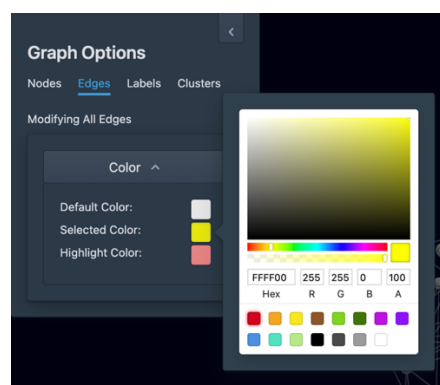 Graph Options
Nodes Edges Labels Clusters
Modifying All Edges
Color
Default Color:
Selected Color:
Highlight Color:
FFFF00 255 255 0 100
Hex R G B A